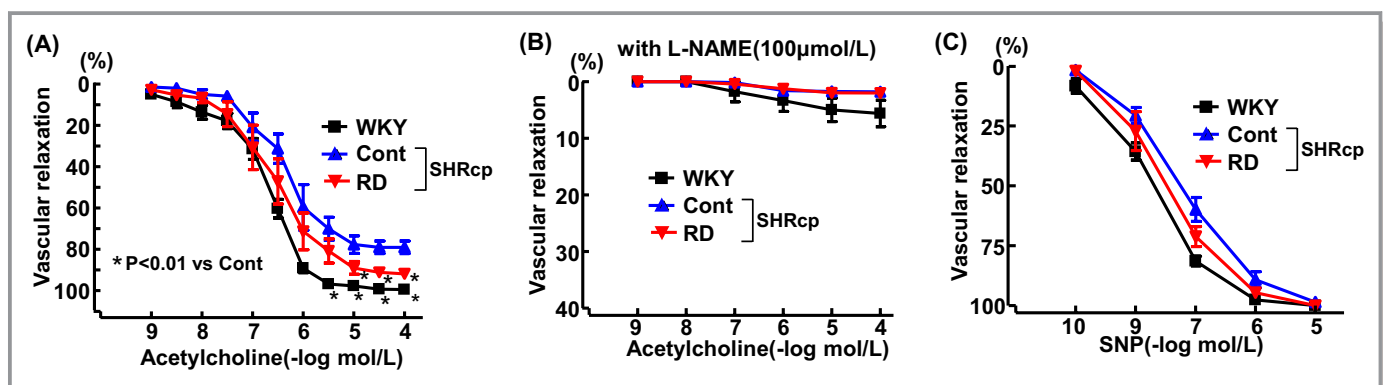 (A)
(%)
0
20
40
60
80
100
Vascular relaxation
WKY
Cont
RD
SHRcp
*P<0.01 vs Cont
* * *
* * * *
9 8 7 6 5 4
Acetylcholine(-log mol/L)
(B)
with L-NAME(100μmol/L)
(%)
0
10
20
30
40
Vascular relaxation
WKY
Cont
RD
SHRcp
9 8 7 6 5 4
Acetylcholine(-log mol/L)
(C)
(%)
0
25
50
75
100
Vascular relaxation
WKY
Cont
RD
SHRcp
10 9 7 6 5
SNP(-log mol/L)